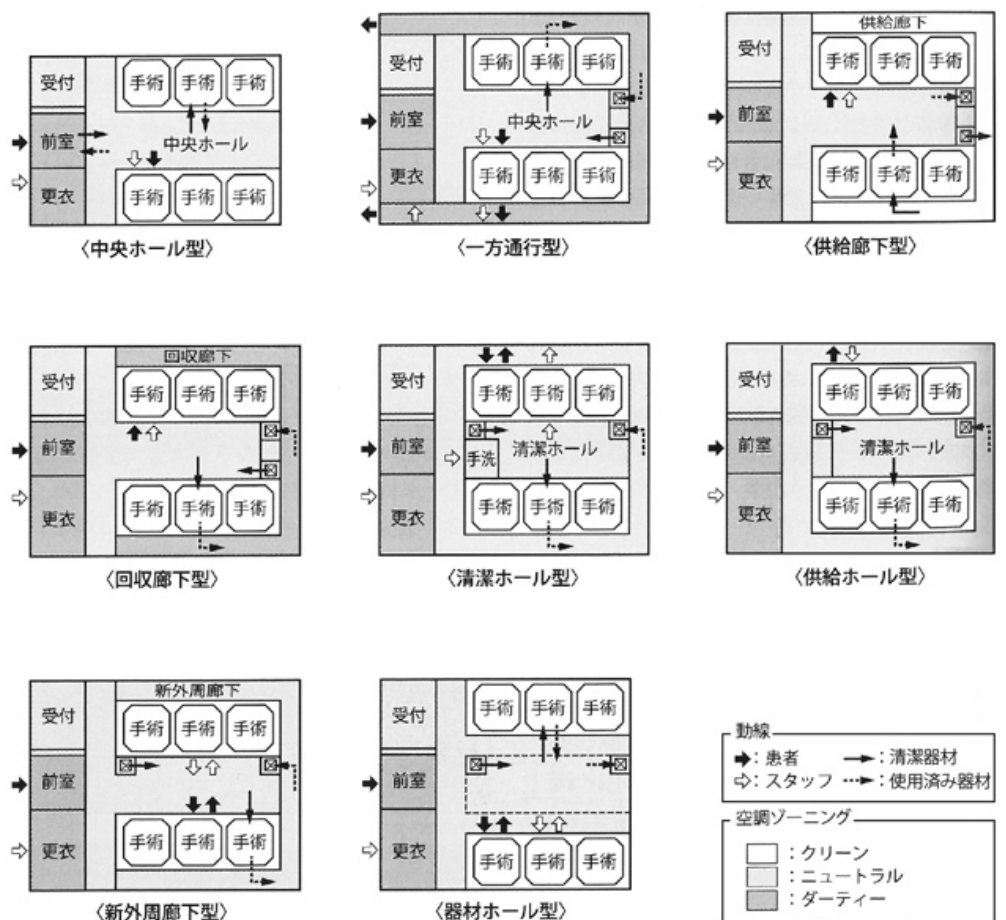 受付
手術 手術 手術
前室
中央ホール
更衣
手術 手術 手術
〈中央ホール型〉
受付
手術 手術 手術
前室
中央ホール
更衣
手術 手術 手術
〈一方通行型〉
供給廊下
受付
手術 手術 手術
前室
更衣
手術 手術 手術
〈供給廊下型〉
回収廊下
受付
手術 手術 手術
前室
更衣
手術 手術 手術
〈回収廊下型〉
受付
手術 手術 手術
前室
手洗
清潔ホール
更衣
手術 手術 手術
〈清潔ホール型〉
受付
手術 手術 手術
前室
清潔ホール
更衣
手術 手術 手術
〈供給ホール型〉
新外周廊下
受付
手術 手術 手術
前室
更衣
手術 手術 手術
〈新外周廊下型〉
受付
手術 手術 手術
前室
更衣
手術 手術 手術
〈器材ホール型〉
動線
：患者 ：清潔器材
：スタッフ ：使用済み器材
空調ゾーニング
：クリーン
：ニュートラル
：ダーティー